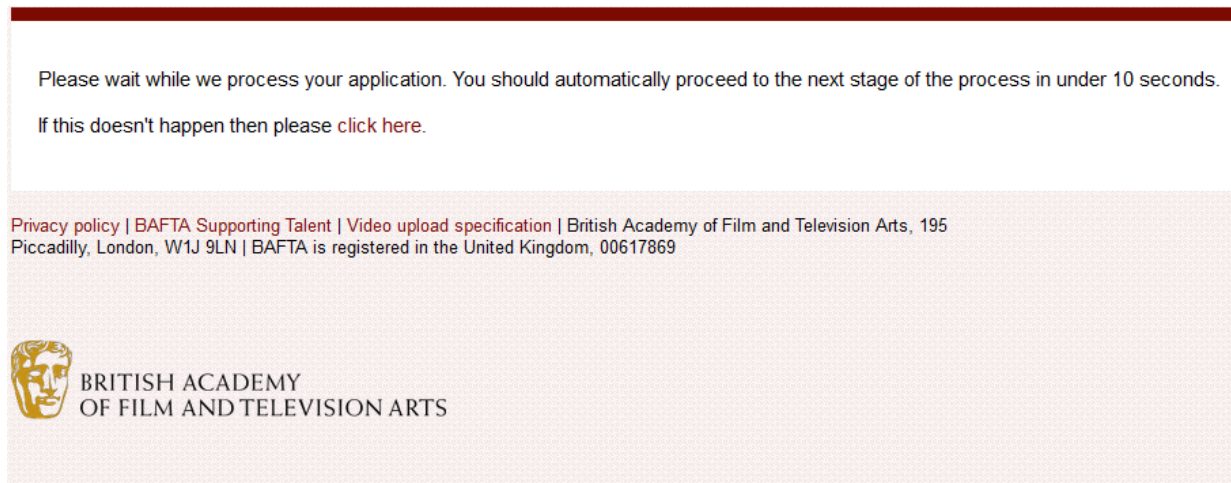 Please wait while we process your application. You should automatically proceed to the next stage of the process in under 10 seconds.
If this doesn't happen then please click here.
Privacy policy | BAFTA Supporting Talent | Video upload specification | British Academy of Film and Television Arts, 195
Piccadilly, London, W1J 9LN | BAFTA is registered in the United Kingdom, 00617869
BRITISH ACADEMY
OF FILM AND TELEVISION ARTS